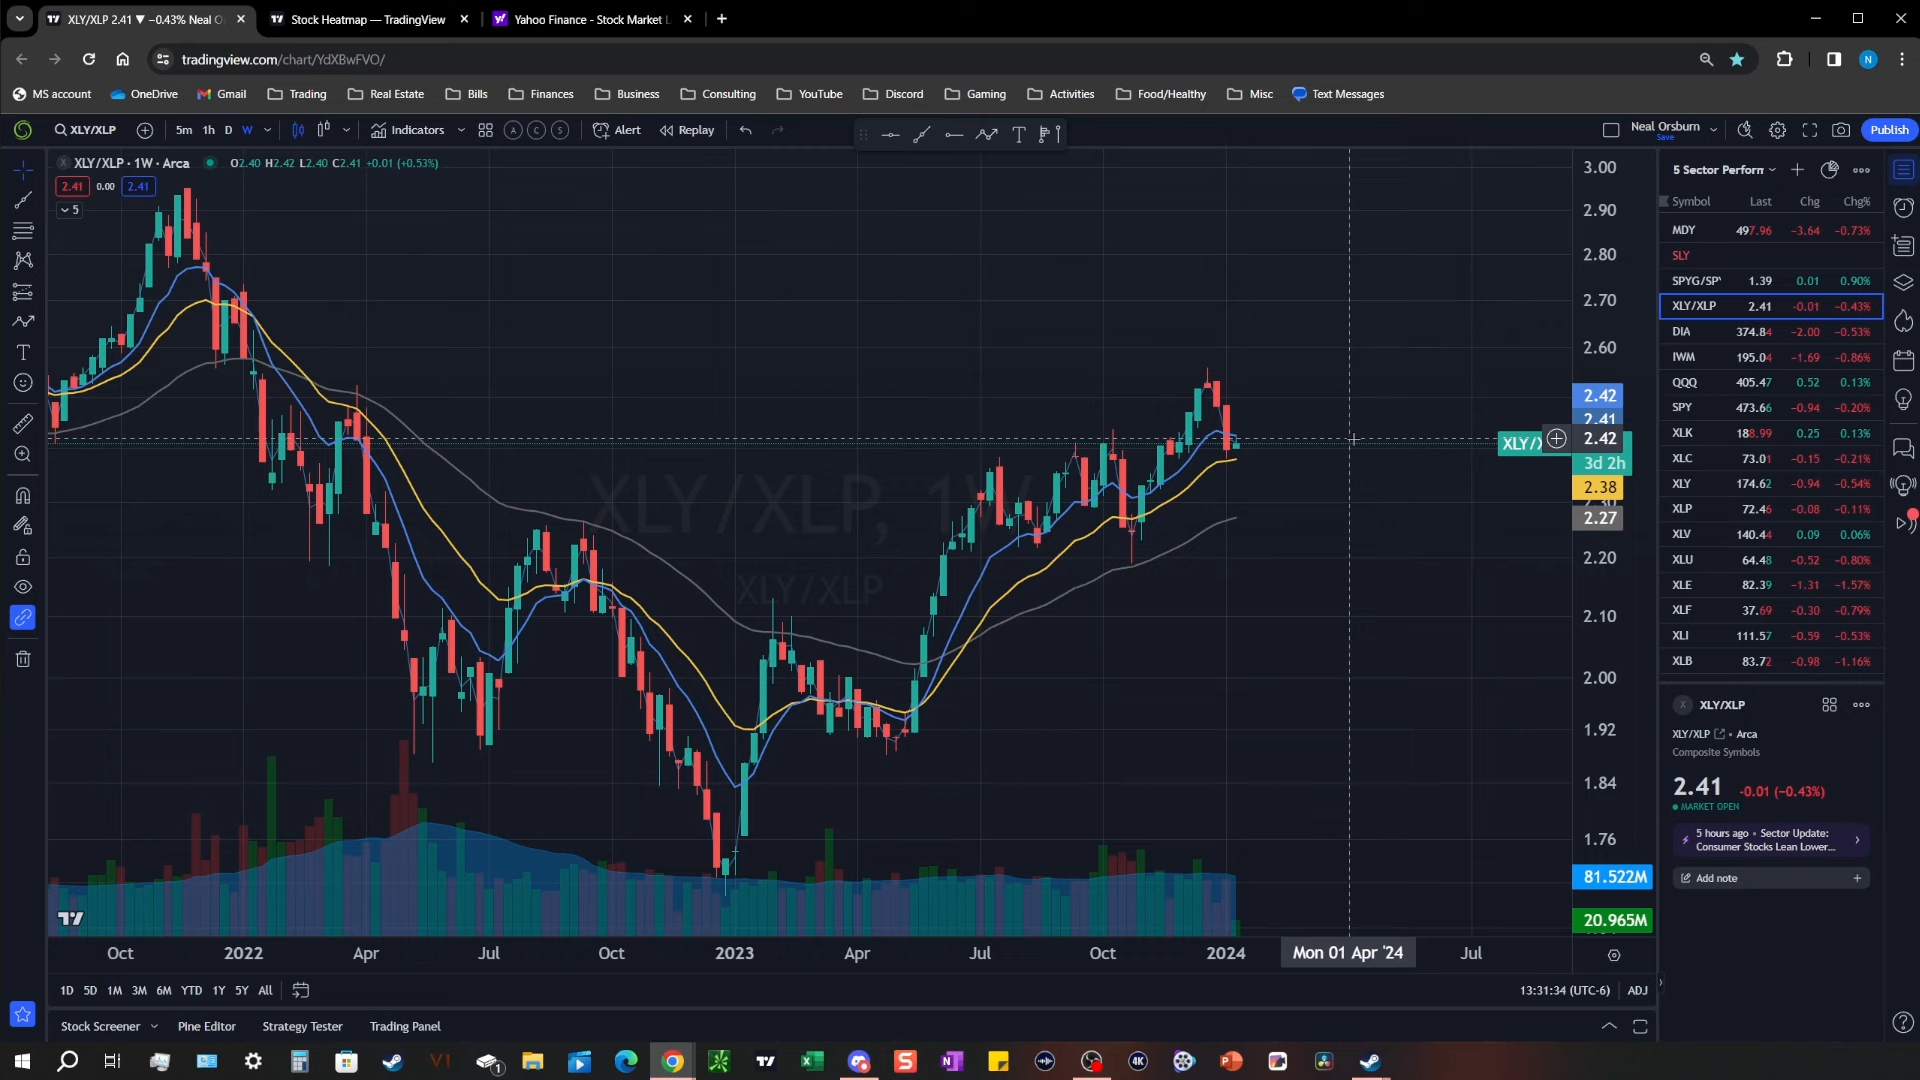 XLY/XLP 2.41 ▼ −0.43% Neal O
Stock Heatmap — TradingView
Yahoo Finance - Stock Market L
tradingview.com/chart/YdXBwFVO/
MS account OneDrive Gmail Trading Real Estate Bills Finances Business Consulting YouTube Discord Gaming Activities Food/Healthy Misc Text Messages
XLY/XLP 5m 1h D W Indicators A C S Alert Replay Neal Orsburn Save Publish
XLY/XLP · 1W · Arca O2.40 H2.42 L2.40 C2.41 +0.01 (+0.53%)
2.41 0.00 2.41
5
XLY/XLP, 1W
XLY/XLP
3.00
2.90
2.80
2.70
2.60
2.42
2.41
XLY/X 2.42
3d 2h
2.38
2.30
2.27
2.20
2.10
2.00
1.92
1.84
1.76
81.522M
20.965M
Oct 2022 Apr Jul Oct 2023 Apr Jul Oct 2024 Mon 01 Apr '24 Jul
1D 5D 1M 3M 6M YTD 1Y 5Y All 13:31:34 (UTC-6) ADJ
Stock Screener Pine Editor Strategy Tester Trading Panel
5 Sector Perform
Symbol Last Chg Chg%
MDY 497.96 −3.64 −0.73%
SLY
SPYG/SP 1.39 0.01 0.90%
XLY/XLP 2.41 −0.01 −0.43%
DIA 374.84 −2.00 −0.53%
IWM 195.04 −1.69 −0.86%
QQQ 405.47 0.52 0.13%
SPY 473.66 −0.94 −0.20%
XLK 188.99 0.25 0.13%
XLC 73.01 −0.15 −0.21%
XLY 174.62 −0.94 −0.54%
XLP 72.46 −0.08 −0.11%
XLV 140.44 0.09 0.06%
XLU 64.48 −0.52 −0.80%
XLE 82.39 −1.31 −1.57%
XLF 37.69 −0.30 −0.79%
XLI 111.57 −0.59 −0.53%
XLB 83.72 −0.98 −1.16%
X XLY/XLP
XLY/XLP • Arca
Composite Symbols
2.41 −0.01 (−0.43%)
MARKET OPEN
5 hours ago • Sector Update:
Consumer Stocks Lean Lower...
Add note